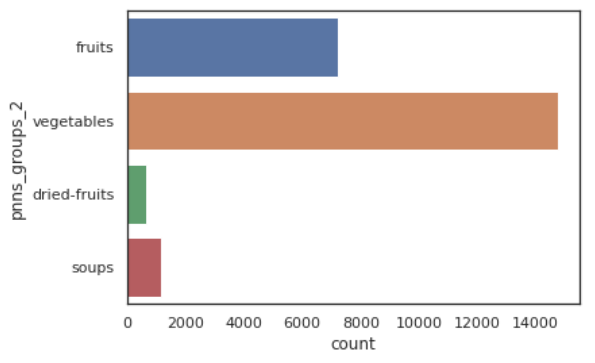 pnns_groups_2
fruits
vegetables
dried-fruits
soups
0 2000 4000 6000 8000 10000 12000 14000
count